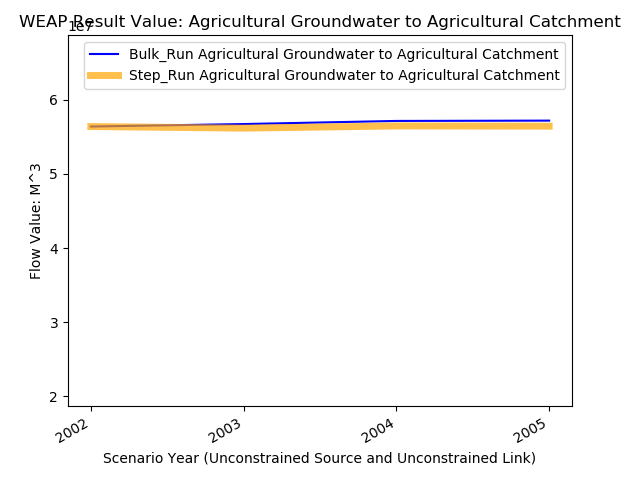 WEAP Result Value: Agricultural Groundwater to Agricultural Catchment
1e7
Bulk_Run Agricultural Groundwater to Agricultural Catchment
Step_Run Agricultural Groundwater to Agricultural Catchment
6
5
4
3
2
Flow Value: M^3
2002
2003
2004
2005
Scenario Year (Unconstrained Source and Unconstrained Link)